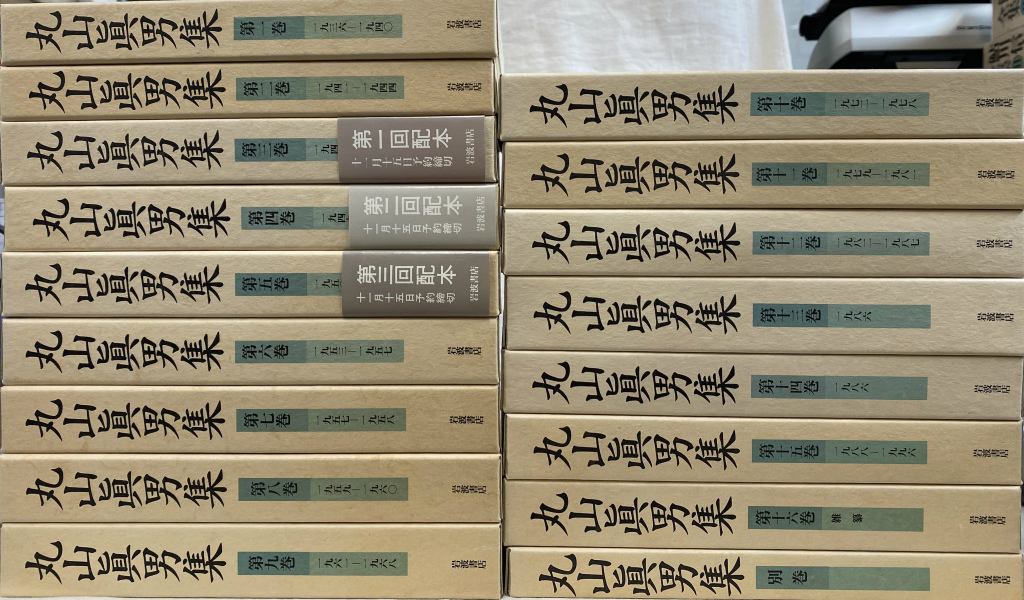 丸山眞男集 第一巻 一九三六―一九四〇 岩波書店
丸山眞男集 第二巻 一九四一―一九四四 岩波書店
丸山眞男集 第三巻 一九四 第一回配本 十一月十五日予約締切 岩波書店
丸山眞男集 第四巻 一九四 第二回配本 十一月十五日予約締切 岩波書店
丸山眞男集 第五巻 一九五 第三回配本 十一月十五日予約締切 岩波書店
丸山眞男集 第六巻 一九五三―一九五七 岩波書店
丸山眞男集 第七巻 一九五七―一九五八 岩波書店
丸山眞男集 第八巻 一九五九―一九六〇 岩波書店
丸山眞男集 第九巻 一九六一―一九六八 岩波書店
丸山眞男集 第十巻 一九七二―一九七八 岩波書店
丸山眞男集 第十一巻 一九七九―一九八一 岩波書店
丸山眞男集 第十二巻 一九八二―一九八七 岩波書店
丸山眞男集 第十三巻 一九八六 岩波書店
丸山眞男集 第十四巻 一九八六 岩波書店
丸山眞男集 第十五巻 一九八八―一九九六 岩波書店
丸山眞男集 第十六巻 雑纂 岩波書店
丸山眞男集 別巻 岩波書店